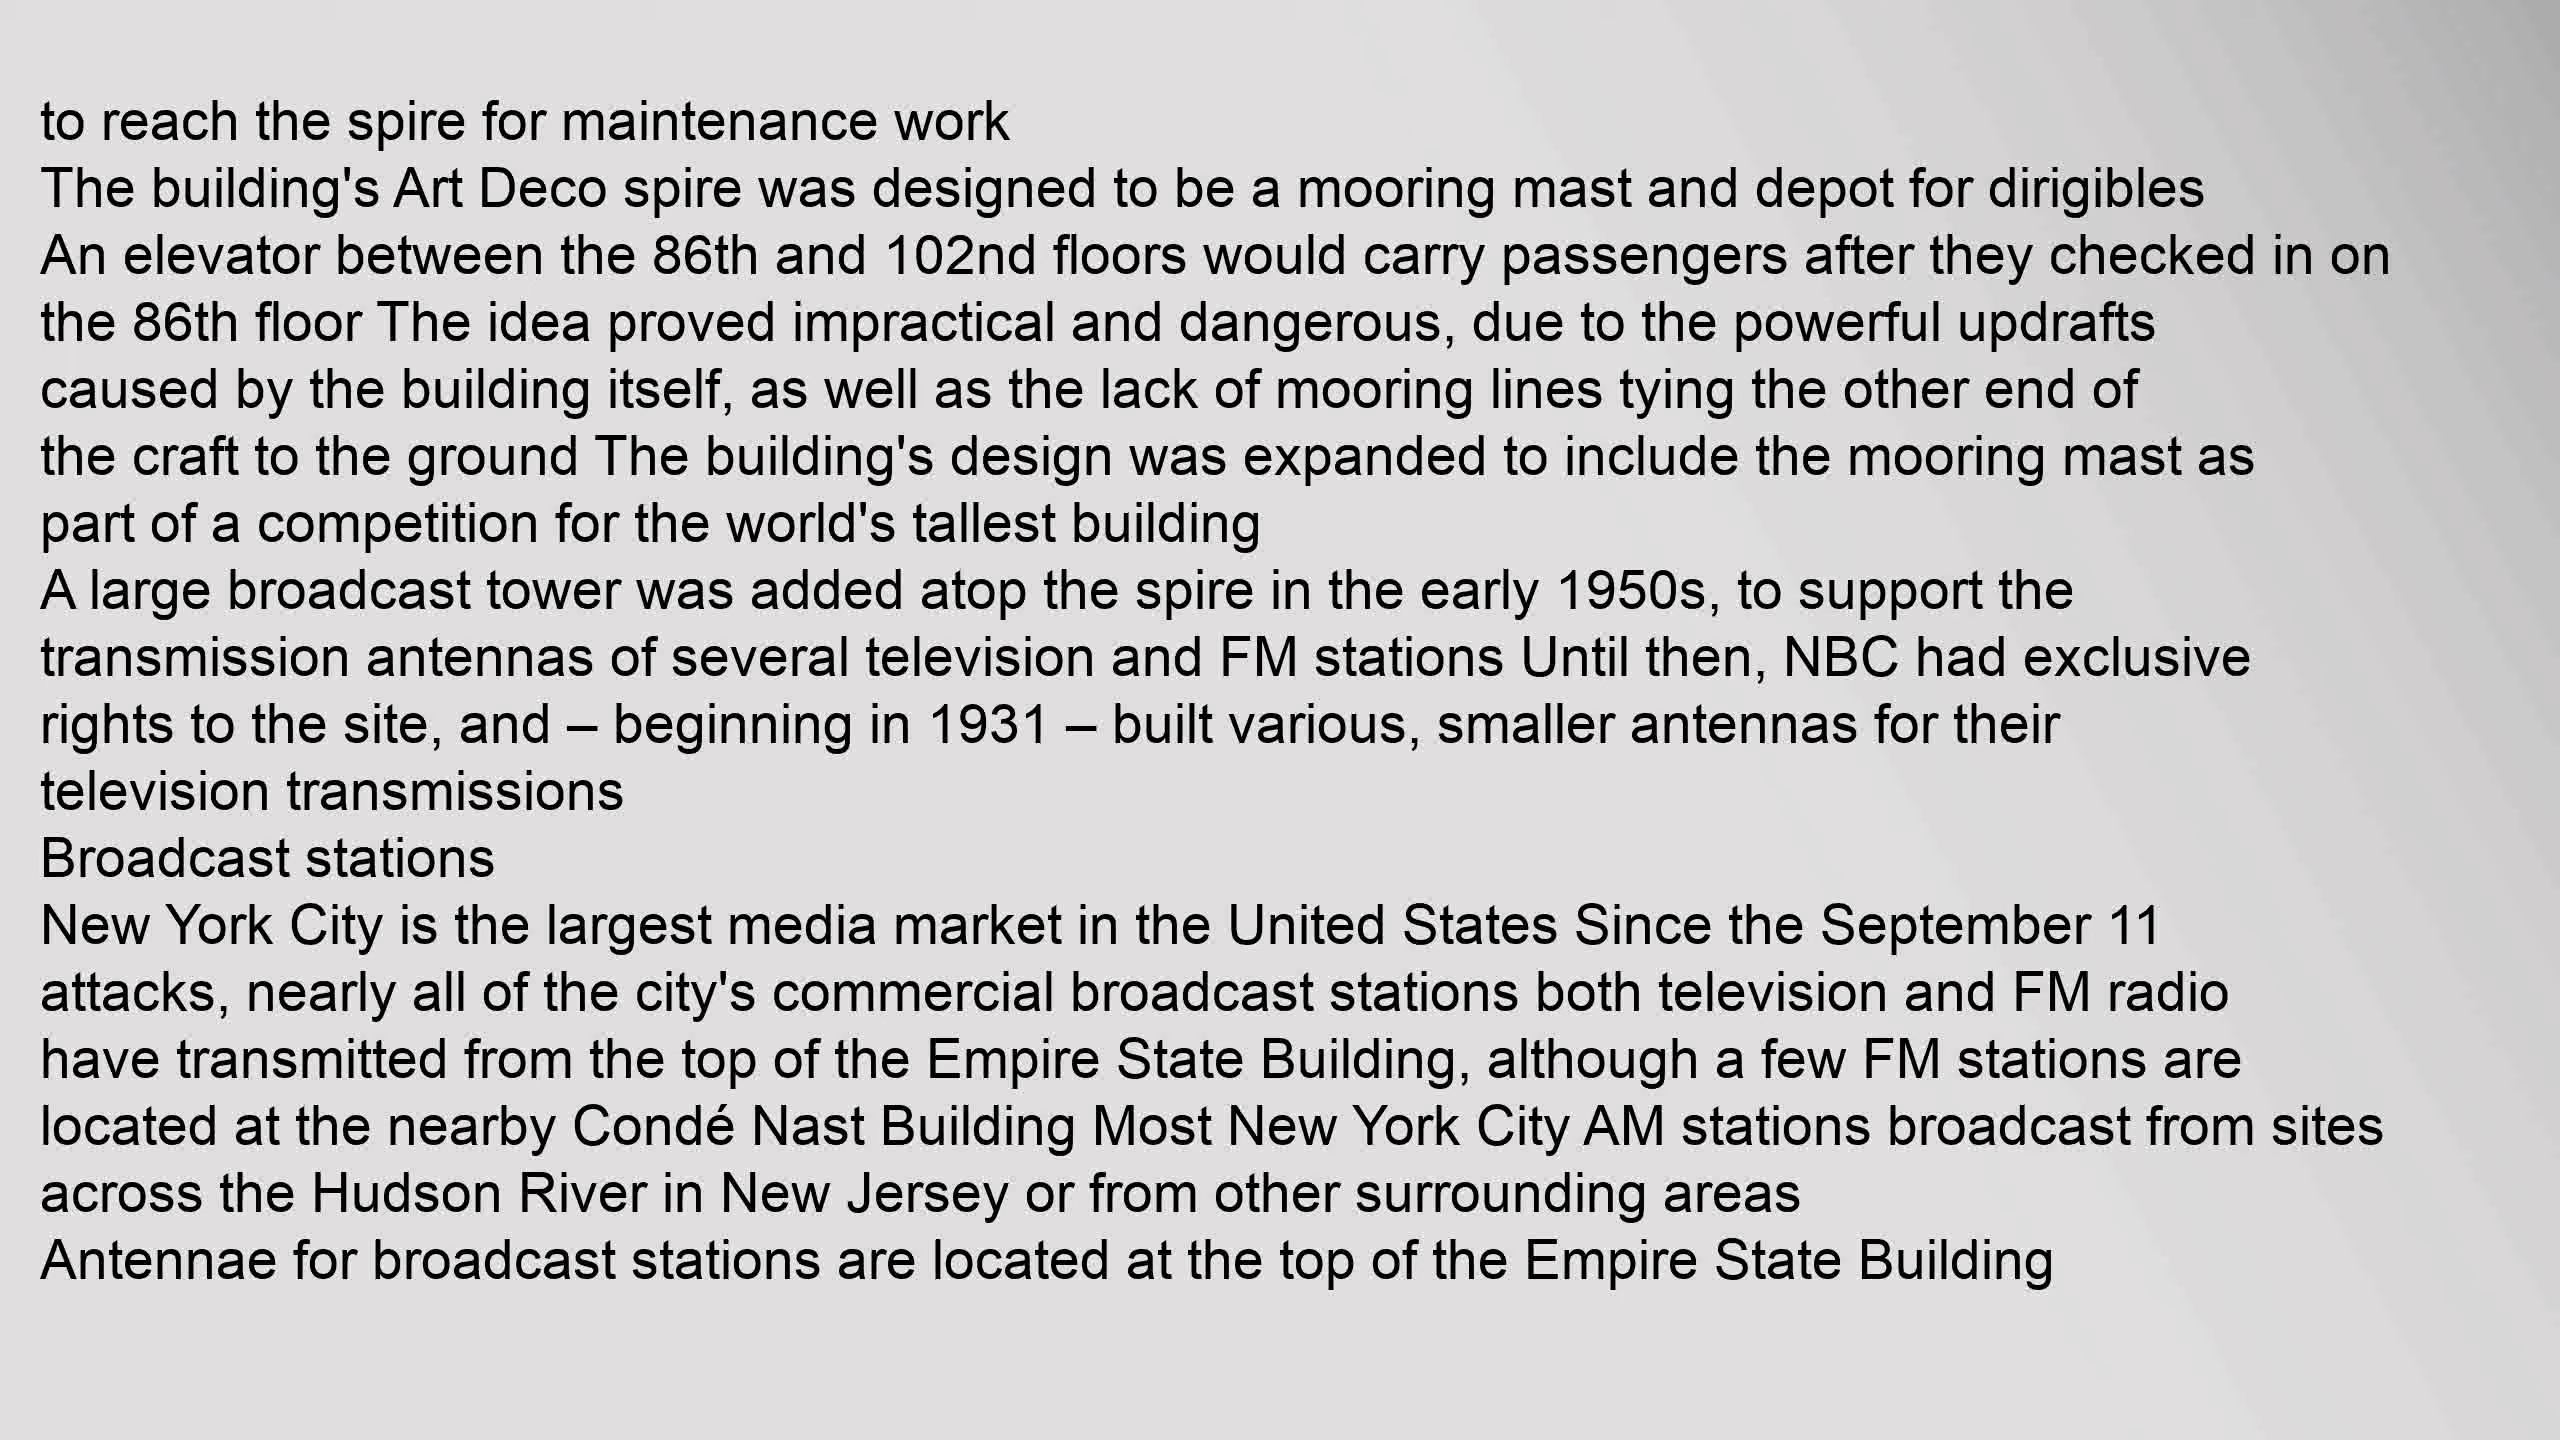 to reach the spire for maintenance work
The building's Art Deco spire was designed to be a mooring mast and depot for dirigibles
An elevator between the 86th and 102nd floors would carry passengers after they checked in on
the 86th floor The idea proved impractical and dangerous, due to the powerful updrafts
caused by the building itself, as well as the lack of mooring lines tying the other end of
the craft to the ground The building's design was expanded to include the mooring mast as
part of a competition for the world's tallest building
A large broadcast tower was added atop the spire in the early 1950s, to support the
transmission antennas of several television and FM stations Until then, NBC had exclusive
rights to the site, and – beginning in 1931 – built various, smaller antennas for their
television transmissions
Broadcast stations
New York City is the largest media market in the United States Since the September 11
attacks, nearly all of the city's commercial broadcast stations both television and FM radio
have transmitted from the top of the Empire State Building, although a few FM stations are
located at the nearby Condé Nast Building Most New York City AM stations broadcast from sites
across the Hudson River in New Jersey or from other surrounding areas
Antennae for broadcast stations are located at the top of the Empire State Building